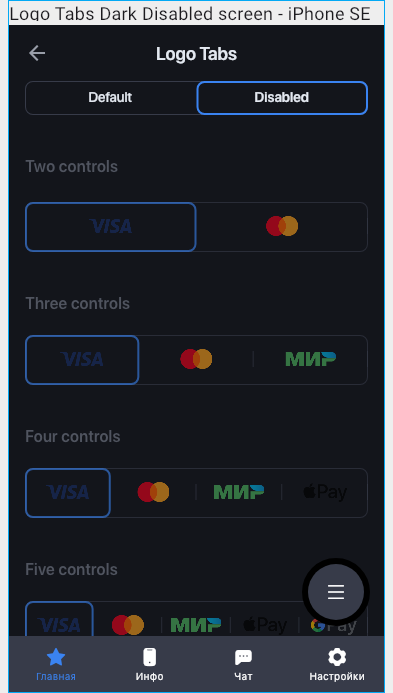 Logo Tabs Dark Disabled screen - iPhone SE
Logo Tabs
Default Disabled
Two controls
VISA
Three controls
VISA МИР
Four controls
VISA МИР Pay
Five controls
VISA МИР Pay G Pay
Главная Инфо Чат Настройки